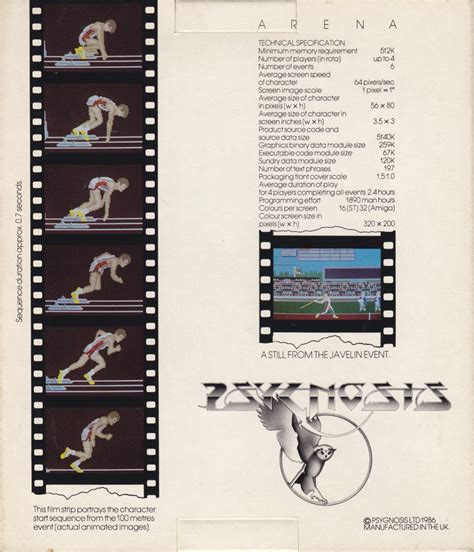 ARENA
TECHNICAL SPECIFICATION
Minimum memory requirement 512K
Number of players (in rota) up to 4
Number of events 6
Average screen speed
of character 64 pixels/sec
Screen image scale 1 pixel = 1"
Average size of character
in pixels (w x h) 56 x 80
Average size of character in
screen inches (w x h) 3.5 x 3
Product source code and
source data size 5140K
Graphics binary data module size 259K
Executable code module size 67K
Sundry data module size 120K
Number of text phrases 197
Packaging front cover scale 1.5:1.0
Average duration of play
for 4 players completing all events 2.4 hours
Programming effort 1890 man hours
Colours per screen 16 (ST) 32 (Amiga)
Colour screen size in
pixels (w x h) 320 x 200
Sequence duration approx. 0.7 seconds.
A STILL FROM THE JAVELIN EVENT.
PSYGNOSIS
This film strip portrays the character
start sequence from the 100 metres
event (actual animated images).
© PSYGNOSIS LTD 1986
MANUFACTURED IN THE UK.